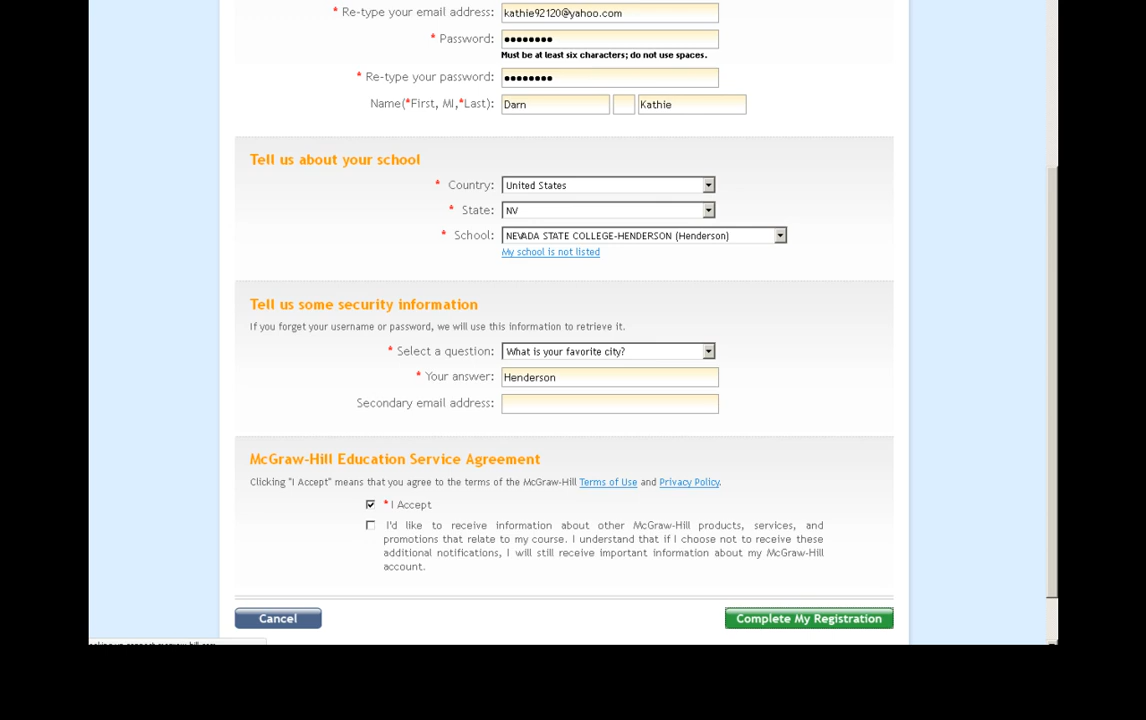 * Re-type your email address: kathie92120@yahoo.com
* Password: ••••••••
Must be at least six characters; do not use spaces.
* Re-type your password: ••••••••
Name(*First, MI,*Last): Darn Kathie
Tell us about your school
* Country: United States
* State: NV
* School: NEVADA STATE COLLEGE-HENDERSON (Henderson)
My school is not listed
Tell us some security information
If you forget your username or password, we will use this information to retrieve it.
* Select a question: What is your favorite city?
* Your answer: Henderson
Secondary email address:
McGraw-Hill Education Service Agreement
Clicking "I Accept" means that you agree to the terms of the McGraw-Hill Terms of Use and Privacy Policy.
* I Accept
I'd like to receive information about other McGraw-Hill products, services, and
promotions that relate to my course. I understand that if I choose not to receive these
additional notifications, I will still receive important information about my McGraw-Hill
account.
Cancel Complete My Registration